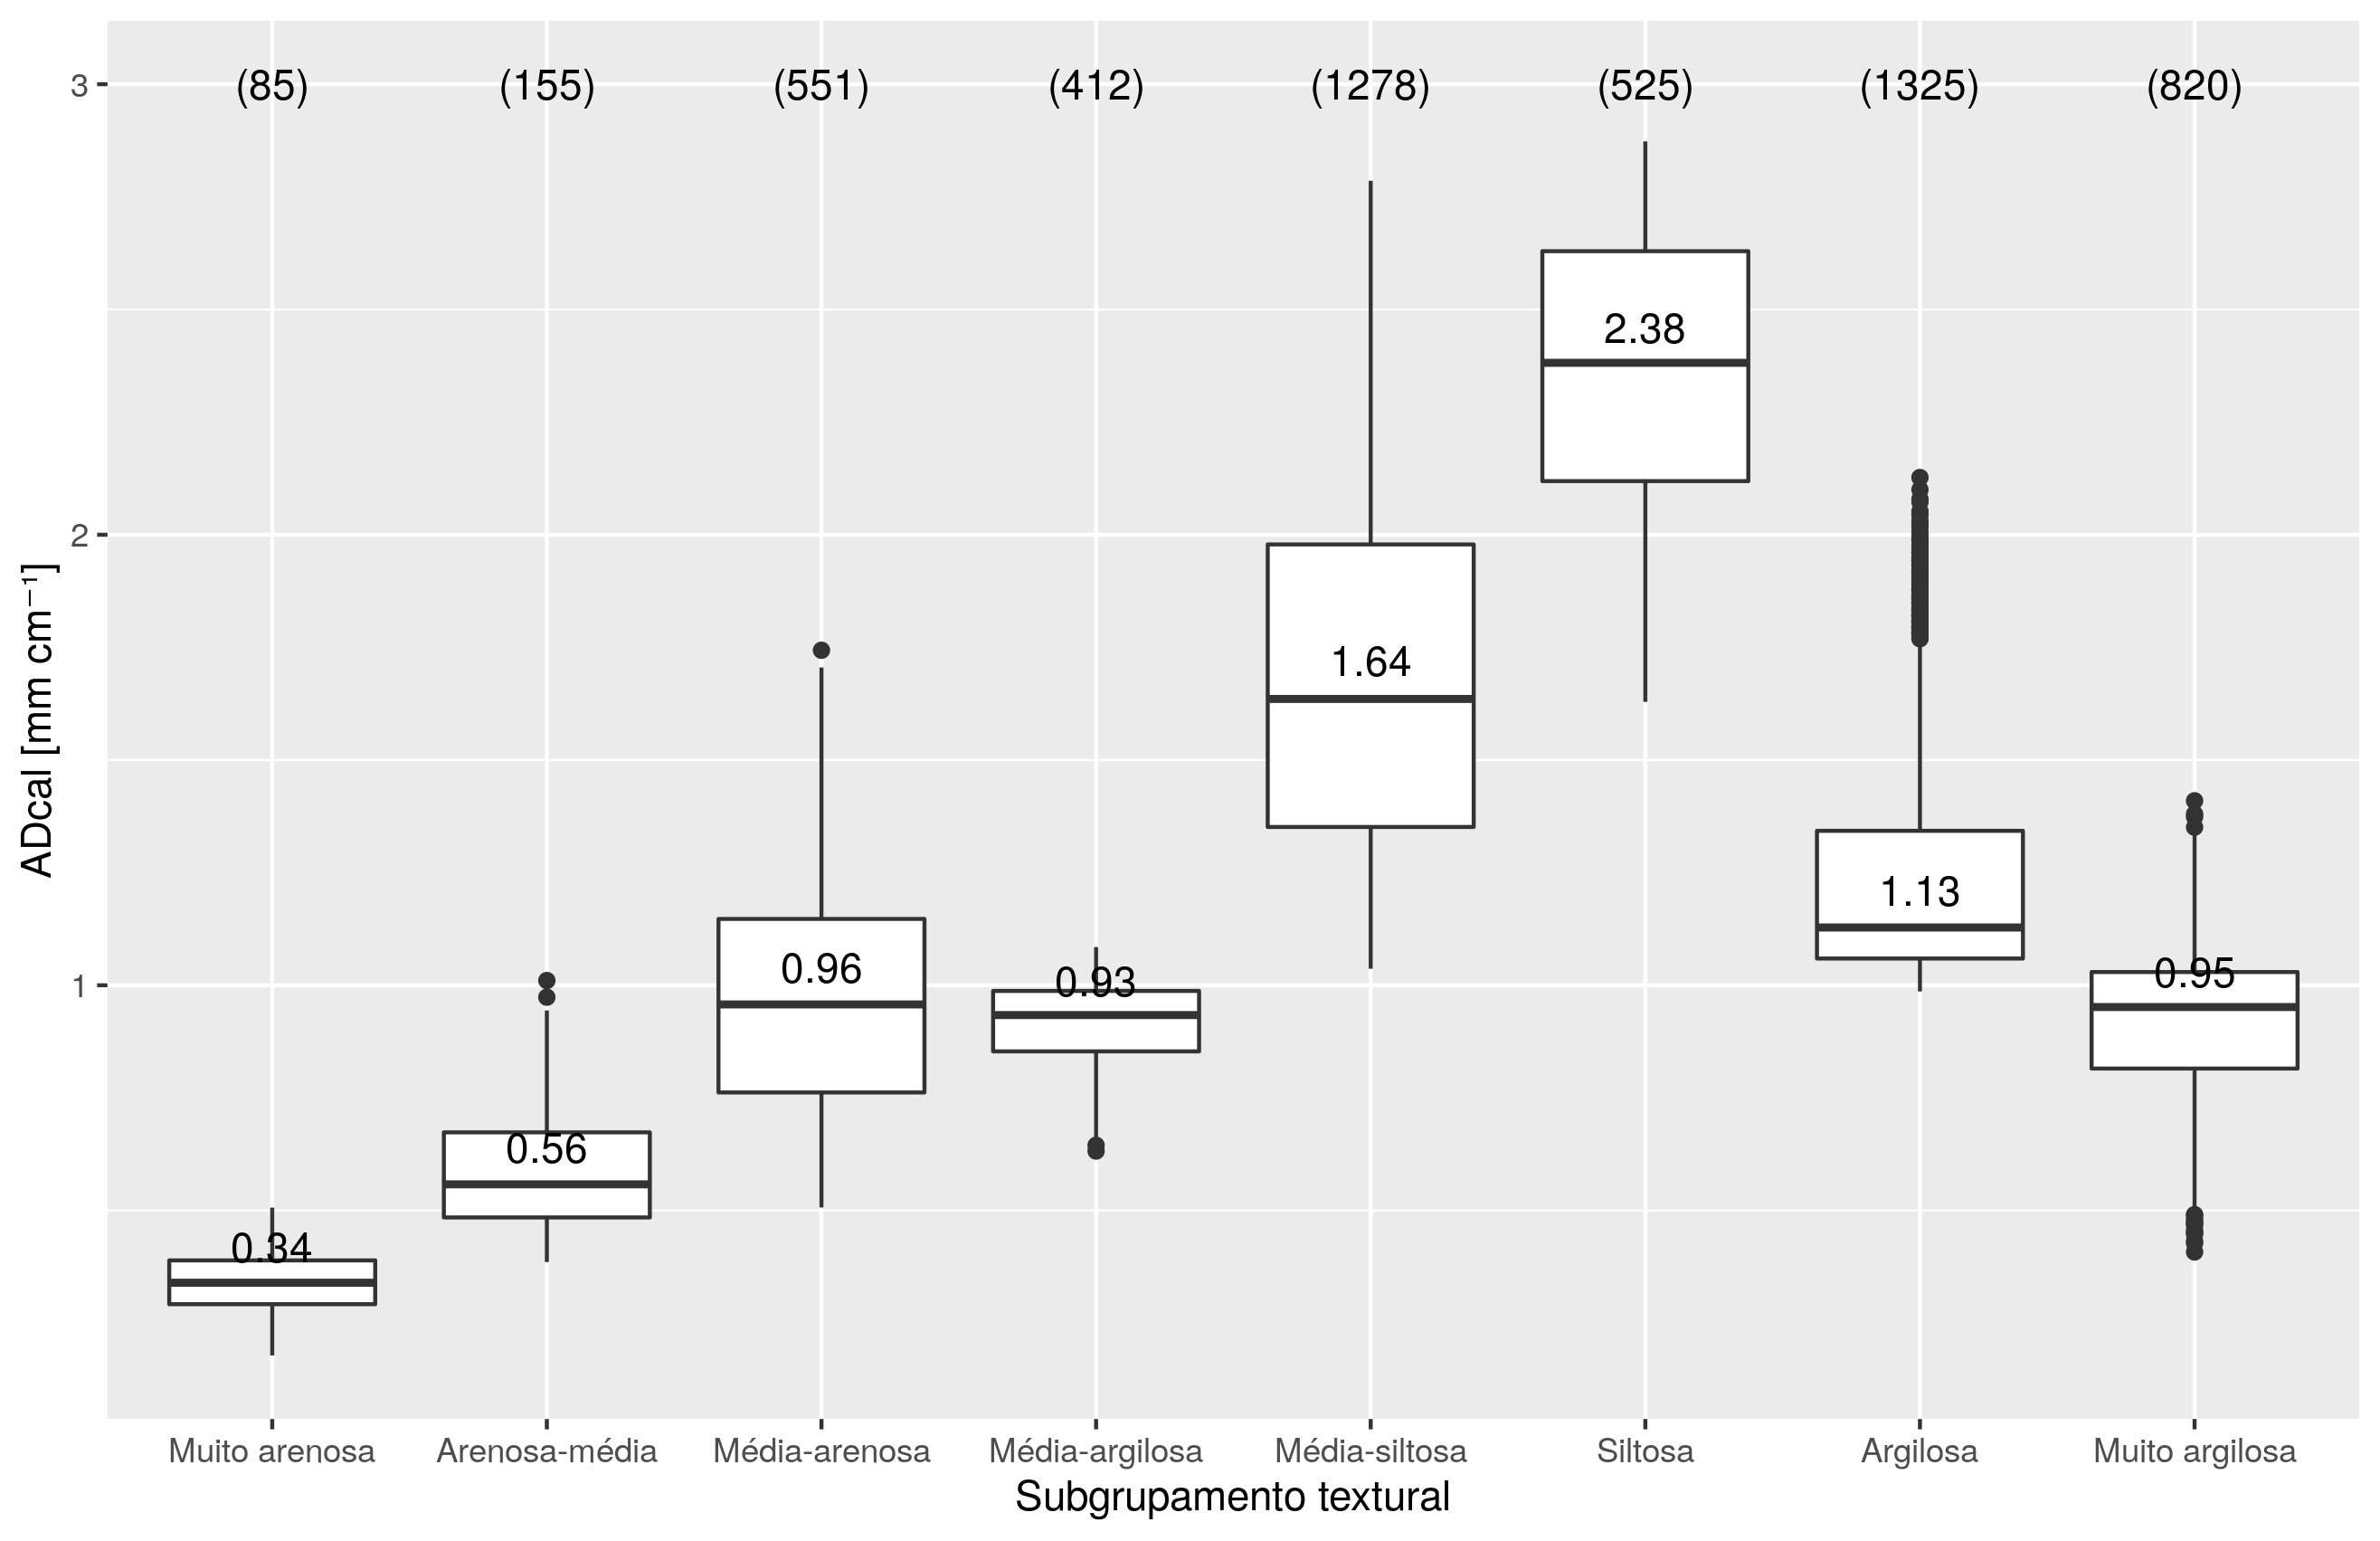 (85) (155) (551) (412) (1278) (525) (1325) (820)
3
2
1
ADcal [mm cm⁻¹]
0.34 0.56 0.96 0.93 1.64 2.38 1.13 0.95
Muito arenosa Arenosa-média Média-arenosa Média-argilosa Média-siltosa Siltosa Argilosa Muito argilosa
Subgrupamento textural